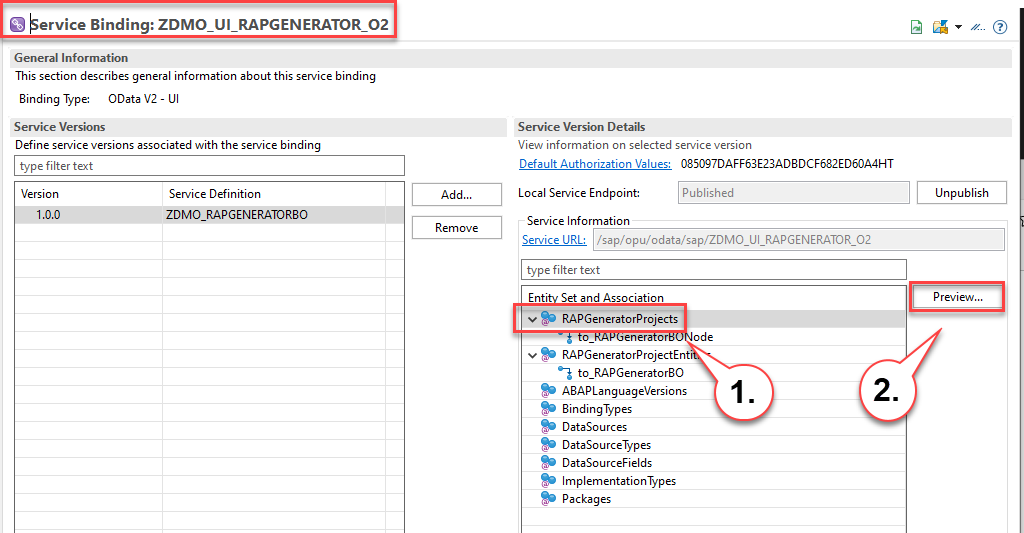 Service Binding: ZDMO_UI_RAPGENERATOR_O2
General Information
This section describes general information about this service binding
Binding Type: OData V2 - UI
Service Versions
Define service versions associated with the service binding
type filter text
Version Service Definition
1.0.0 ZDMO_RAPGENERATORBO
Add...
Remove
Service Version Details
View information on selected service version
Default Authorization Values: 085097DAFF63E23ADBDCF682ED60A4HT
Local Service Endpoint: Published Unpublish
Service Information
Service URL: /sap/opu/odata/sap/ZDMO_UI_RAPGENERATOR_O2
type filter text
Entity Set and Association
Preview...
RAPGeneratorProjects
to_RAPGeneratorBONode
RAPGeneratorProjectEntiti
to_RAPGeneratorBO
ABAPLanguageVersions
BindingTypes
DataSources
DataSourceTypes
DataSourceFields
ImplementationTypes
Packages
1.
2.